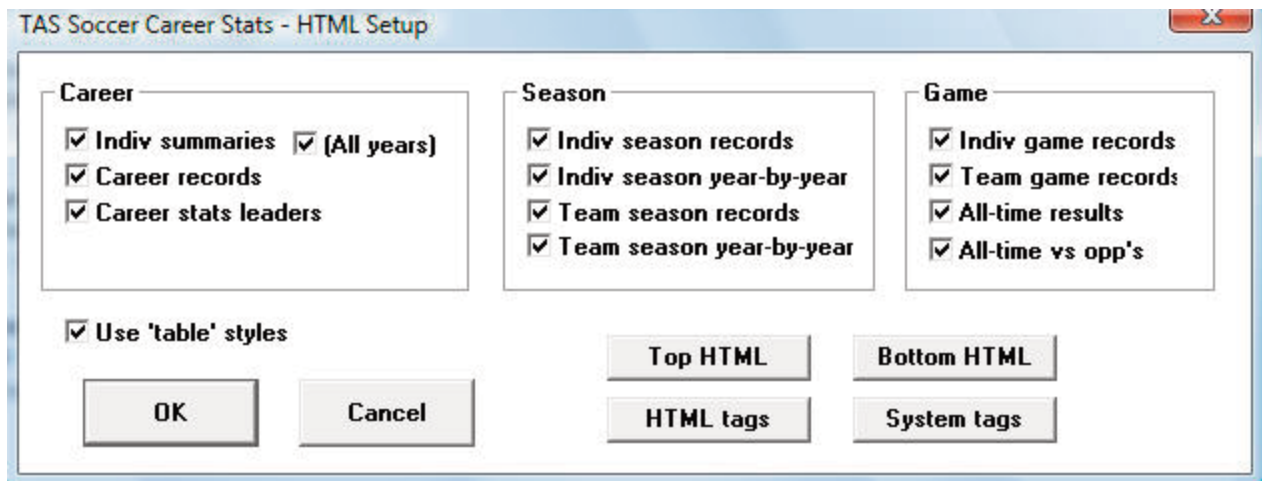 TAS Soccer Career Stats - HTML Setup
X
Career
Indiv summaries (All years)
Career records
Career stats leaders
Season
Indiv season records
Indiv season year-by-year
Team season records
Team season year-by-year
Game
Indiv game records
Team game records
All-time results
All-time vs opp's
Use 'table' styles
Top HTML
Bottom HTML
OK
Cancel
HTML tags
System tags